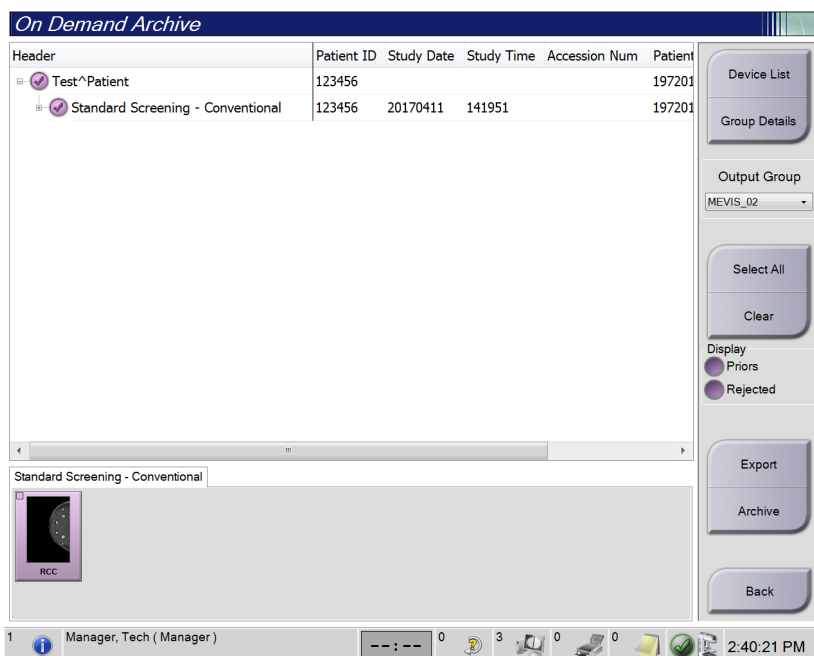 On Demand Archive
Header Patient ID Study Date Study Time Accession Num Patient
Test^Patient 123456 197201
Standard Screening - Conventional 123456 20170411 141951 197201
Device List
Group Details
Output Group
MEVIS_02
Select All
Clear
Display
Priors
Rejected
Export
Archive
Back
Standard Screening - Conventional
RCC
1 Manager, Tech ( Manager ) --:-- 0 3 0 0 2:40:21 PM